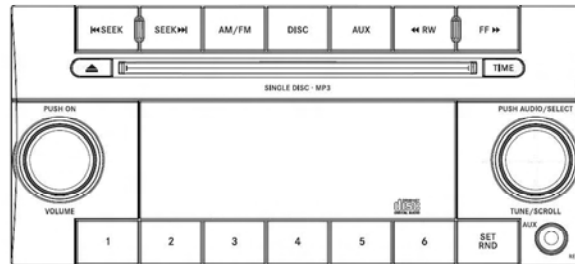 ⏮SEEK
SEEK⏭
AM/FM
DISC
AUX
◀◀ RW
FF ▶▶
TIME
SINGLE DISC · MP3
PUSH ON
PUSH AUDIO/SELECT
disc
VOLUME
TUNE/SCROLL
1
2
3
4
5
6
SET
RND
AUX